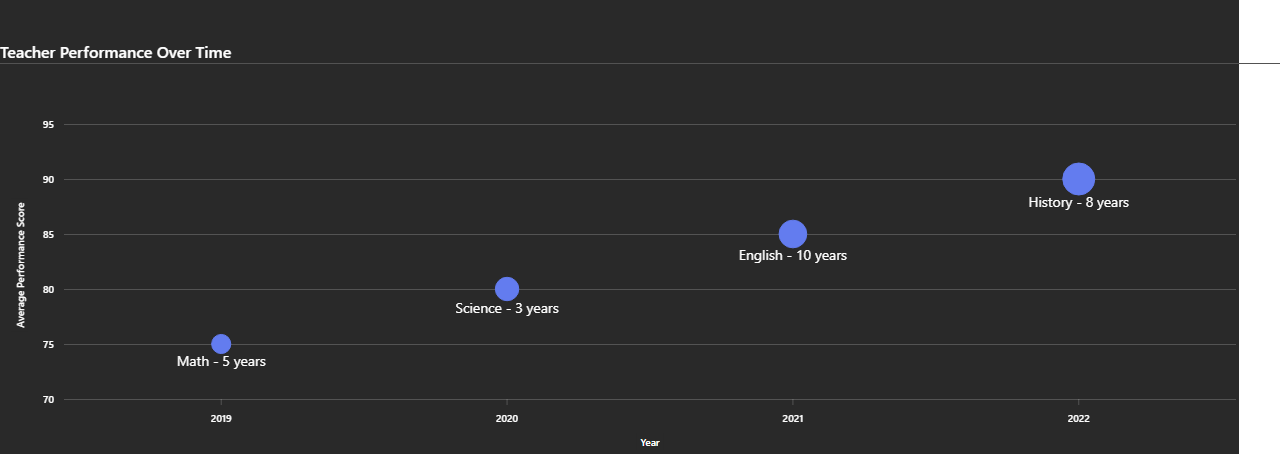 Teacher Performance Over Time
95
90
85
80
75
70
Average Performance Score
History - 8 years
English - 10 years
Science - 3 years
Math - 5 years
2019 2020 2021 2022
Year